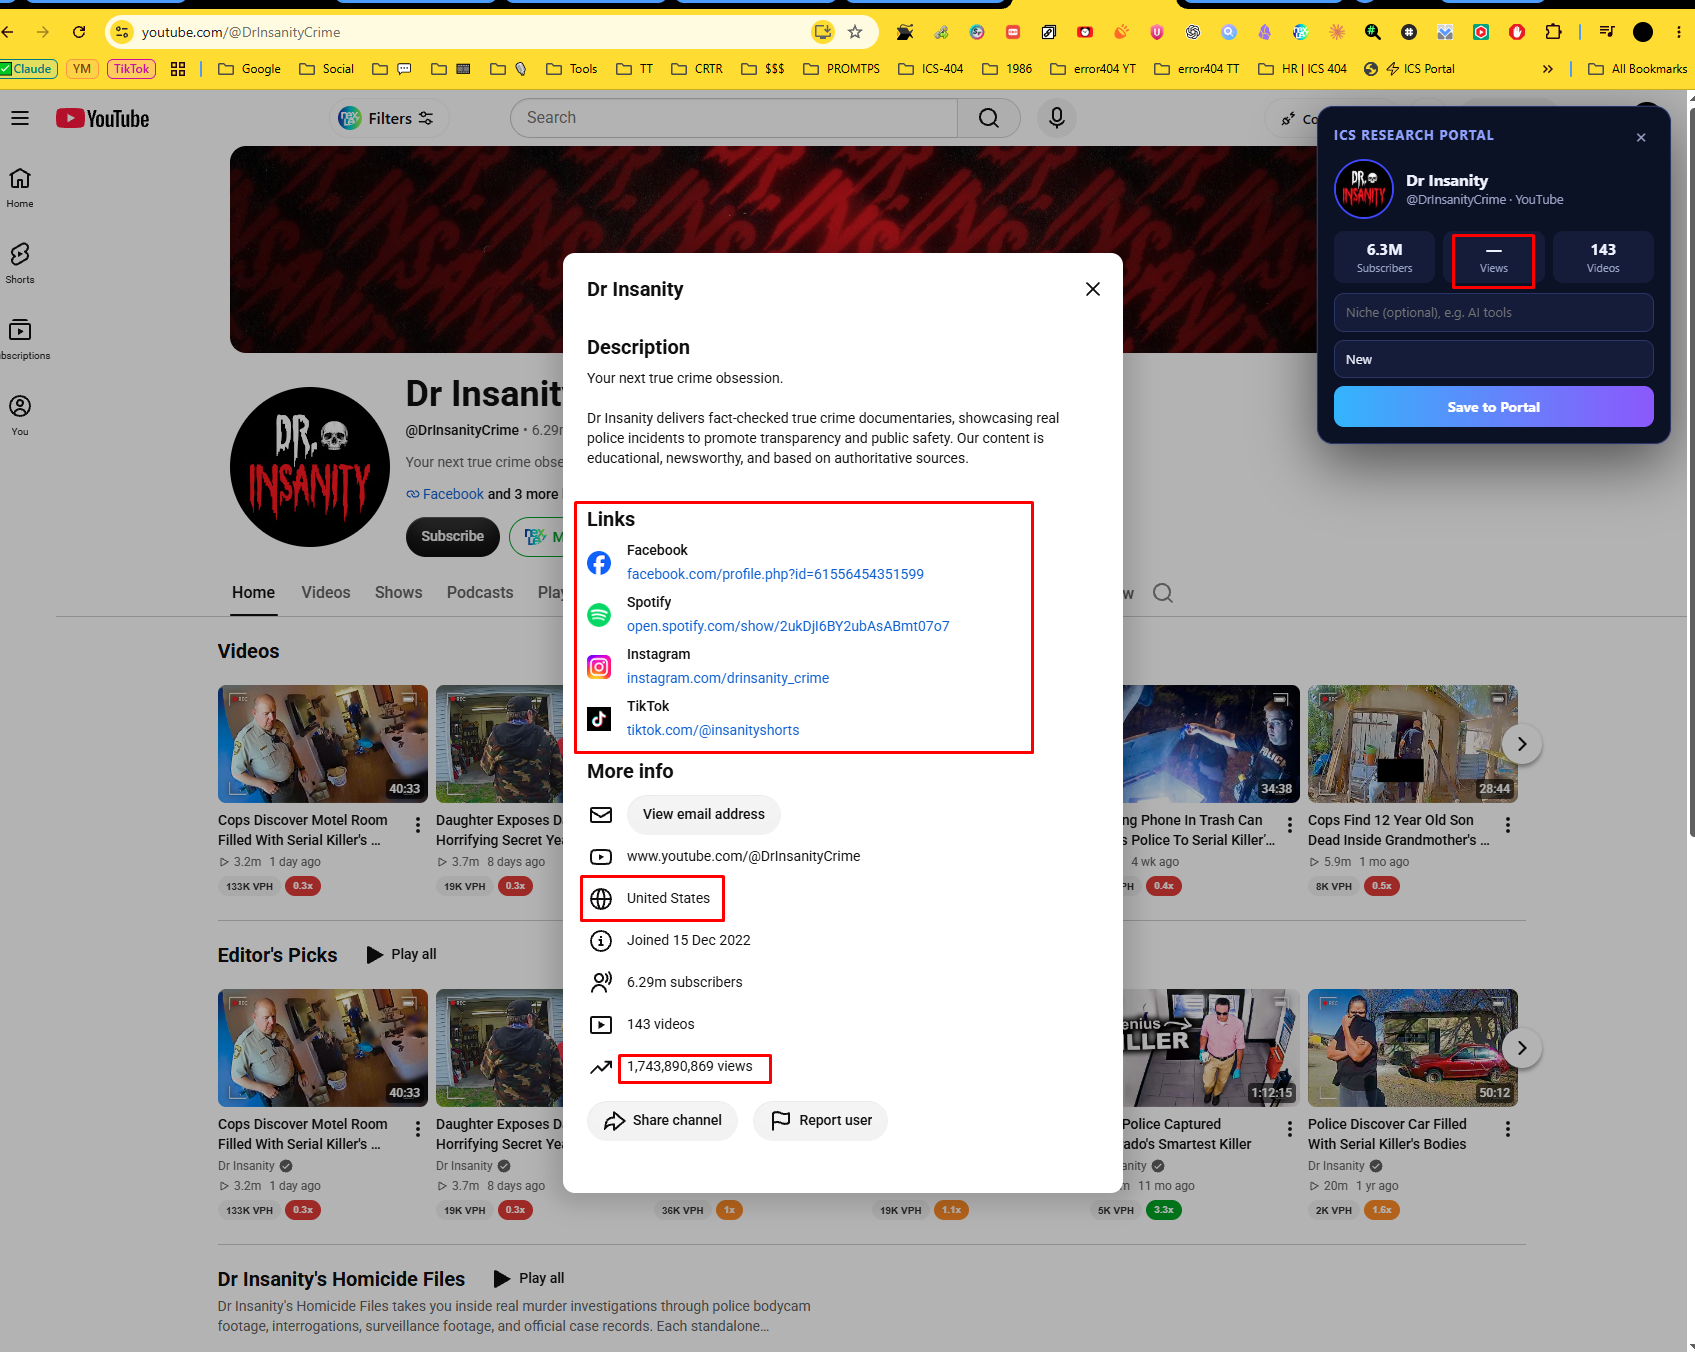 youtube.com/@DrInsanityCrime
Claude
YM
TikTok
Google
Social
Tools
TT
CRTR
$$$
PROMTPS
ICS-404
1986
error404 YT
error404 TT
HR | ICS 404
ICS Portal
All Bookmarks
YouTube
Filters
Search
Co
Home
Shorts
bscriptions
You
ICS RESEARCH PORTAL
DR. INSANITY
Dr Insanity
@DrInsanityCrime · YouTube
6.3M
Subscribers
—
Views
143
Videos
Niche (optional), e.g. AI tools
New
Save to Portal
DR.
INSANITY
Dr Insanit
@DrInsanityCrime • 6.29
Your next true crime obse
Facebook and 3 more
Subscribe
M
Home
Videos
Shows
Podcasts
Play
w
Dr Insanity
Description
Your next true crime obsession.
Dr Insanity delivers fact-checked true crime documentaries, showcasing real
police incidents to promote transparency and public safety. Our content is
educational, newsworthy, and based on authoritative sources.
Links
Facebook
facebook.com/profile.php?id=61556454351599
Spotify
open.spotify.com/show/2ukDjI6BY2ubAsABmt07o7
Instagram
instagram.com/drinsanity_crime
TikTok
tiktok.com/@insanityshorts
More info
View email address
www.youtube.com/@DrInsanityCrime
United States
Joined 15 Dec 2022
6.29m subscribers
143 videos
1,743,890,869 views
Share channel
Report user
Videos
40:33
Cops Discover Motel Room
Filled With Serial Killer's ...
3.2m 1 day ago
133K VPH 0.3x
Daughter Exposes D
Horrifying Secret Yea
3.7m 8 days ago
19K VPH 0.3x
POLICE
34:38
ng Phone In Trash Can
s Police To Serial Killer'...
4 wk ago
PH 0.4x
28:44
Cops Find 12 Year Old Son
Dead Inside Grandmother's ...
5.9m 1 mo ago
8K VPH 0.5x
Editor's Picks
Play all
40:33
Cops Discover Motel Room
Filled With Serial Killer's ...
Dr Insanity
3.2m 1 day ago
133K VPH 0.3x
Daughter Exposes D
Horrifying Secret Yea
Dr Insanity
3.7m 8 days ago
19K VPH 0.3x
36K VPH 1x
19K VPH 1.1x
enius
LLER
1:12:15
Police Captured
rado's Smartest Killer
anity
m 11 mo ago
5K VPH 3.3x
50:12
Police Discover Car Filled
With Serial Killer's Bodies
Dr Insanity
20m 1 yr ago
2K VPH 1.6x
Dr Insanity's Homicide Files
Play all
Dr Insanity's Homicide Files takes you inside real murder investigations through police bodycam
footage, interrogations, surveillance footage, and official case records. Each standalone...